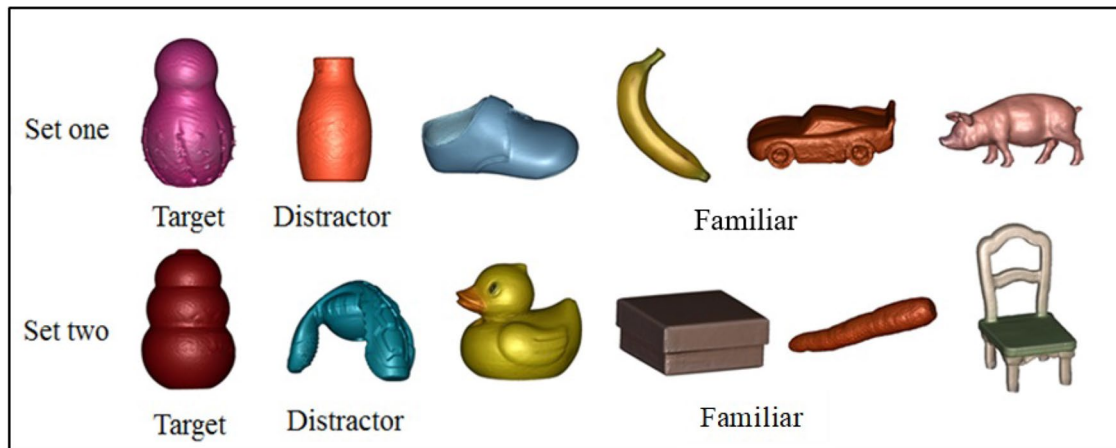 Set one
Target Distractor Familiar
Set two
Target Distractor Familiar